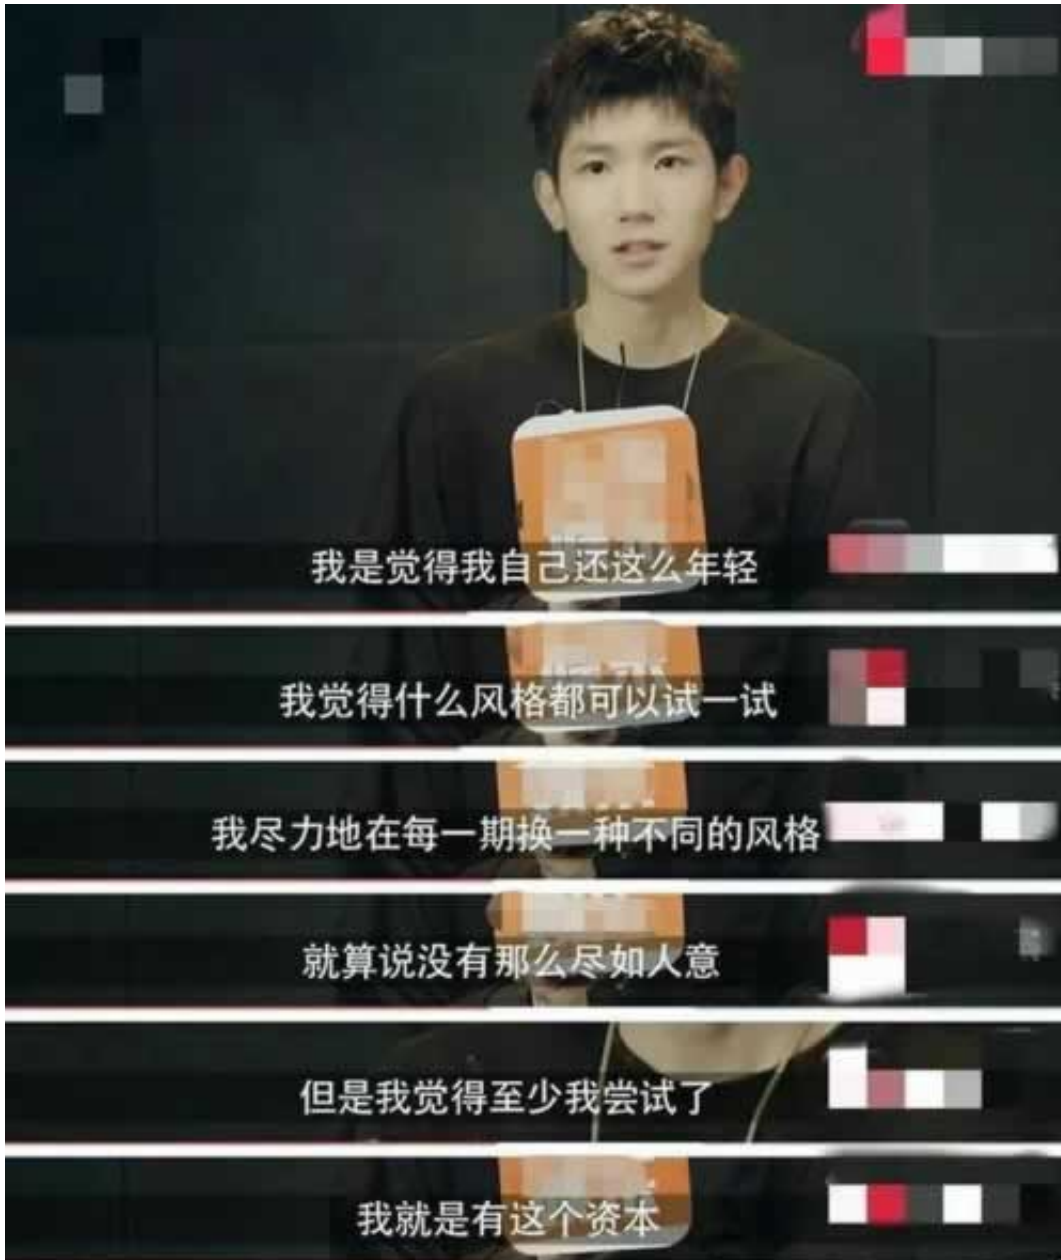 我是觉得我自己还这么年轻
我觉得什么风格都可以试一试
我尽力地在每一期换一种不同的风格
就算说没有那么尽如人意
但是我觉得至少我尝试了
我就是有这个资本